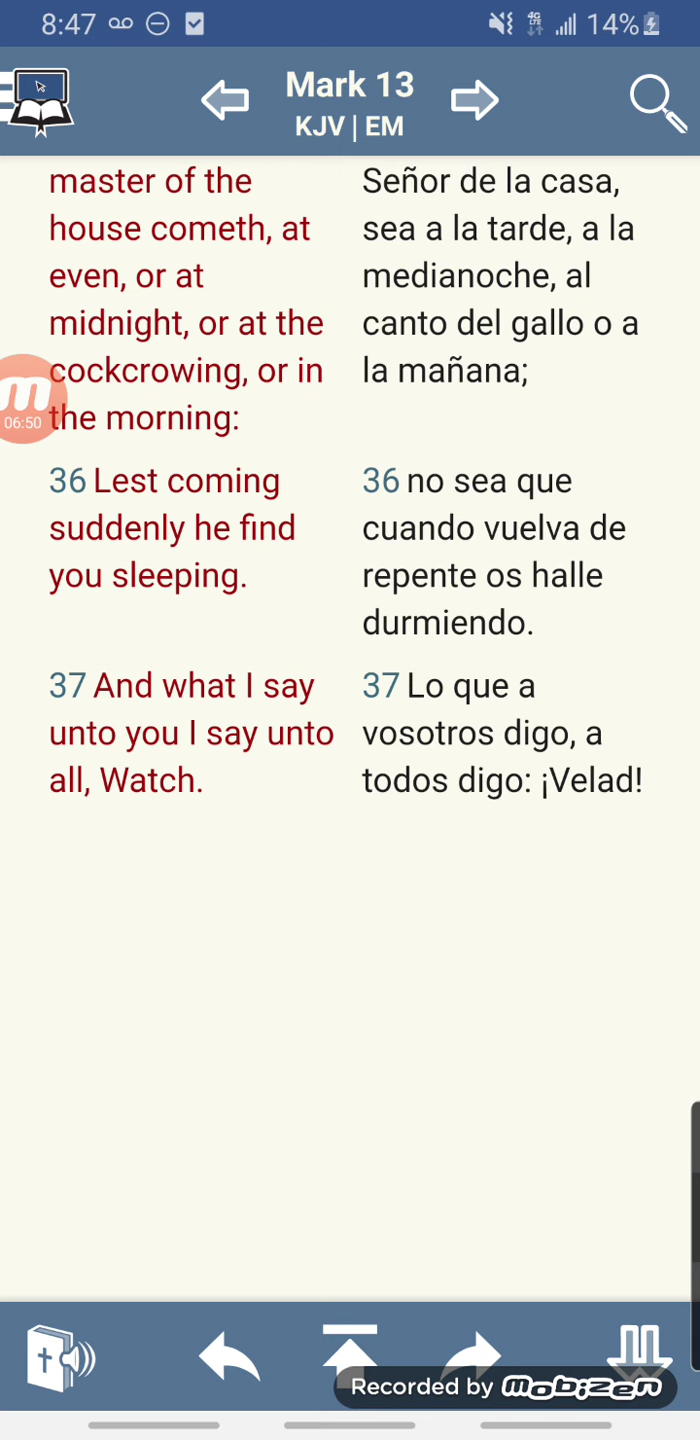 8:47
14%
Mark 13
KJV | EM
master of the
house cometh, at
even, or at
midnight, or at the
cockcrowing, or in
the morning:
Señor de la casa,
sea a la tarde, a la
medianoche, al
canto del gallo o a
la mañana;
06:50
36 Lest coming
suddenly he find
you sleeping.
36 no sea que
cuando vuelva de
repente os halle
durmiendo.
37 And what I say
unto you I say unto
all, Watch.
37 Lo que a
vosotros digo, a
todos digo: ¡Velad!
Recorded by mobizen